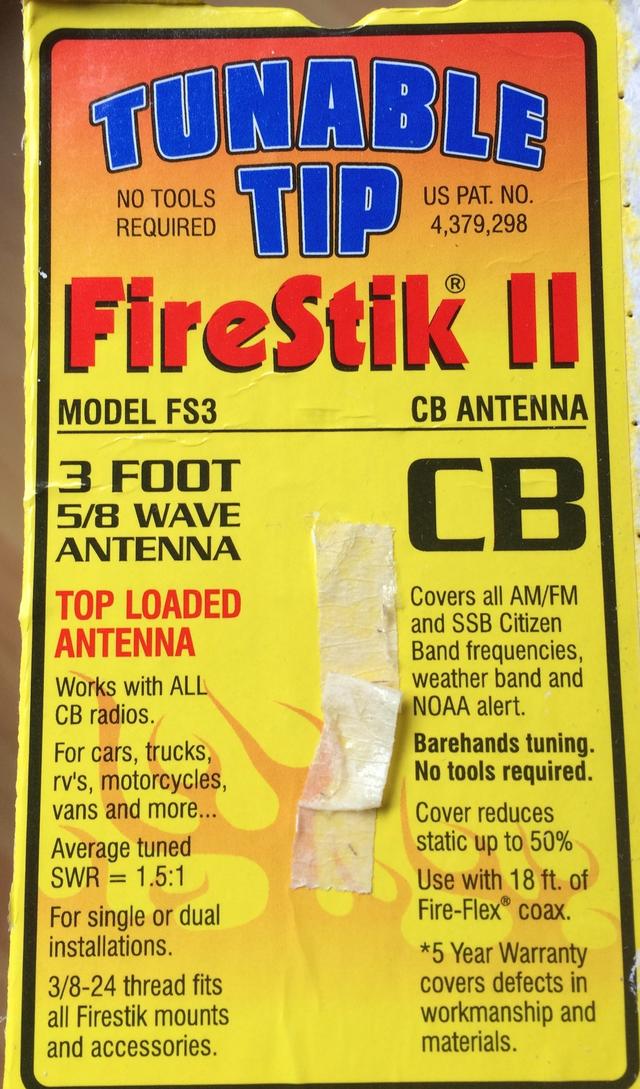 TUNABLE
TIP
NO TOOLS
REQUIRED
US PAT. NO.
4,379,298
FireStik® II
MODEL FS3
CB ANTENNA
3 FOOT
5/8 WAVE
ANTENNA
TOP LOADED
ANTENNA
Works with ALL
CB radios.
For cars, trucks,
rv's, motorcycles,
vans and more...
Average tuned
SWR = 1.5:1
For single or dual
installations.
3/8-24 thread fits
all Firestik mounts
and accessories.
CB
Covers all AM/FM
and SSB Citizen
Band frequencies,
weather band and
NOAA alert.
Barehands tuning.
No tools required.
Cover reduces
static up to 50%
Use with 18 ft. of
Fire-Flex® coax.
*5 Year Warranty
covers defects in
workmanship and
materials.